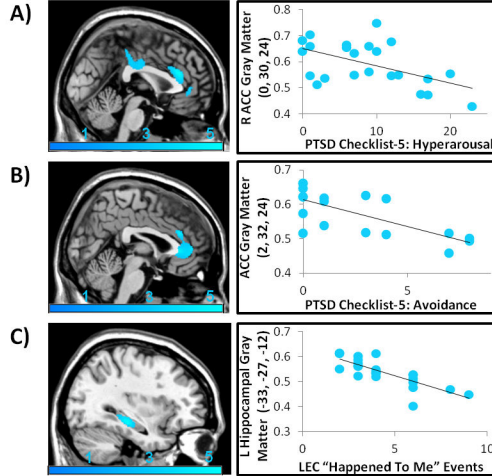 A)
1 3 5
R ACC Gray Matter
(0, 30, 24)
0.8
0.7
0.6
0.5
0.4
0 10 20
PTSD Checklist-5: Hyperarousal
B)
1 3 5
ACC Gray Matter
(2, 32, 24)
0.7
0.6
0.5
0.4
0 5
PTSD Checklist-5: Avoidance
C)
1 3 5
L Hippocampal Gray
Matter (-33, -27, -12)
0.7
0.6
0.5
0.4
0.3
0 5 10
LEC "Happened To Me" Events